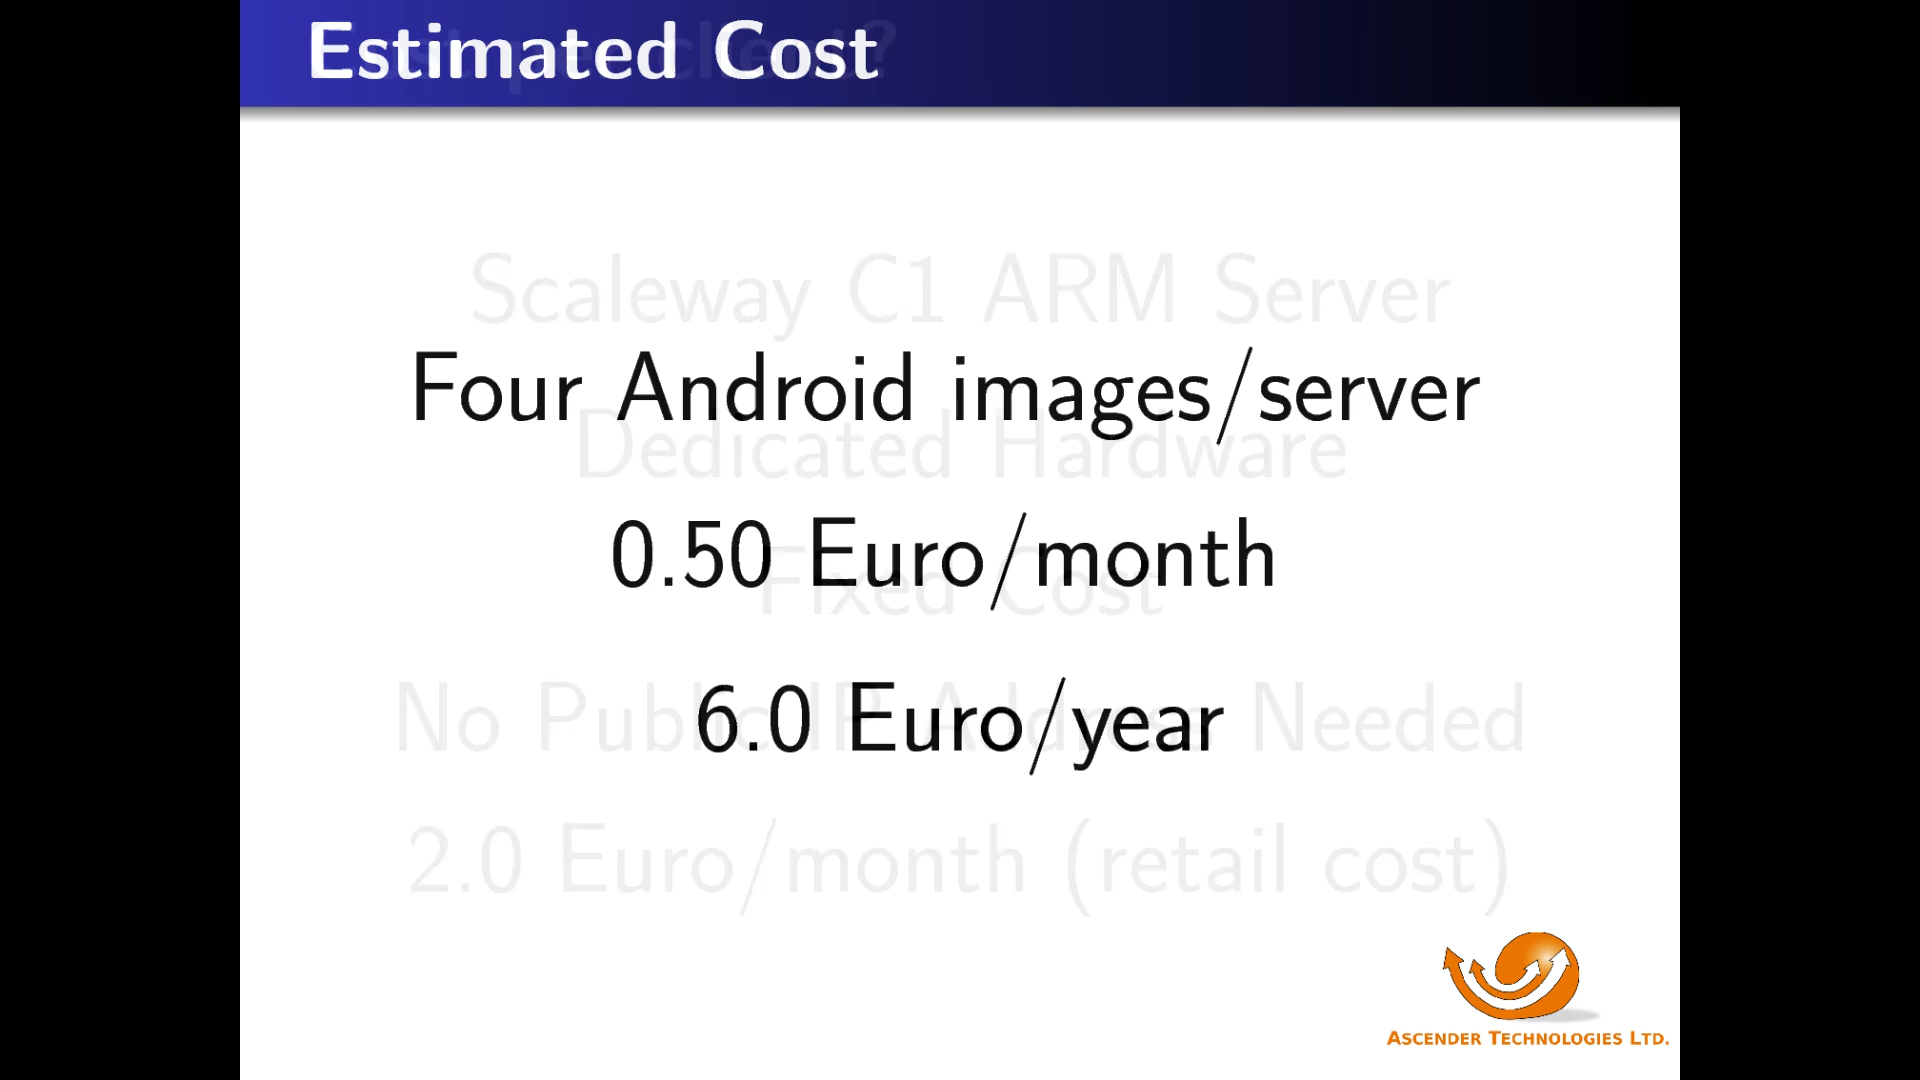 Estimated Cost
Scaleway C1 ARM Server
Four Android images/server
Dedicated Hardware
0.50 Euro/month
Fixed Cost
6.0 Euro/year
No Public IP Address Needed
2.0 Euro/month (retail cost)
ASCENDER TECHNOLOGIES LTD.